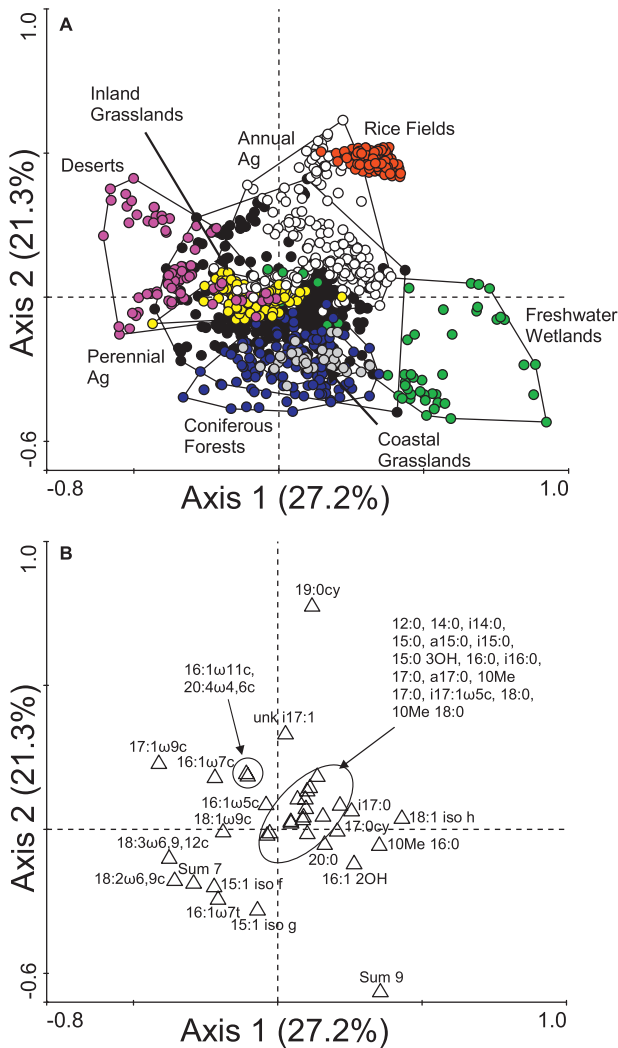 A
1.0
Inland
Grasslands
Annual
Ag
Rice Fields
Deserts
Axis 2 (21.3%)
Freshwater
Wetlands
Perennial
Ag
Coniferous
Forests
Coastal
Grasslands
-0.6
-0.8
Axis 1 (27.2%)
1.0
B
1.0
19:0cy
12:0, 14:0, i14:0,
15:0, a15:0, i15:0,
15:0 3OH, 16:0, i16:0,
17:0, a17:0, 10Me
17:0, i17:1ω5c, 18:0,
10Me 18:0
16:1ω11c,
20:4ω4,6c
unk i17:1
17:1ω9c
16:1ω7c
16:1ω5c
i17:0
18:1ω9c
17:0cy
18:1 iso h
18:3ω6,9,12c
10Me 16:0
Sum 7
20:0
18:2ω6,9c
15:1 iso f
16:1 2OH
16:1ω7t
15:1 iso g
Axis 2 (21.3%)
Sum 9
-0.6
-0.8
Axis 1 (27.2%)
1.0